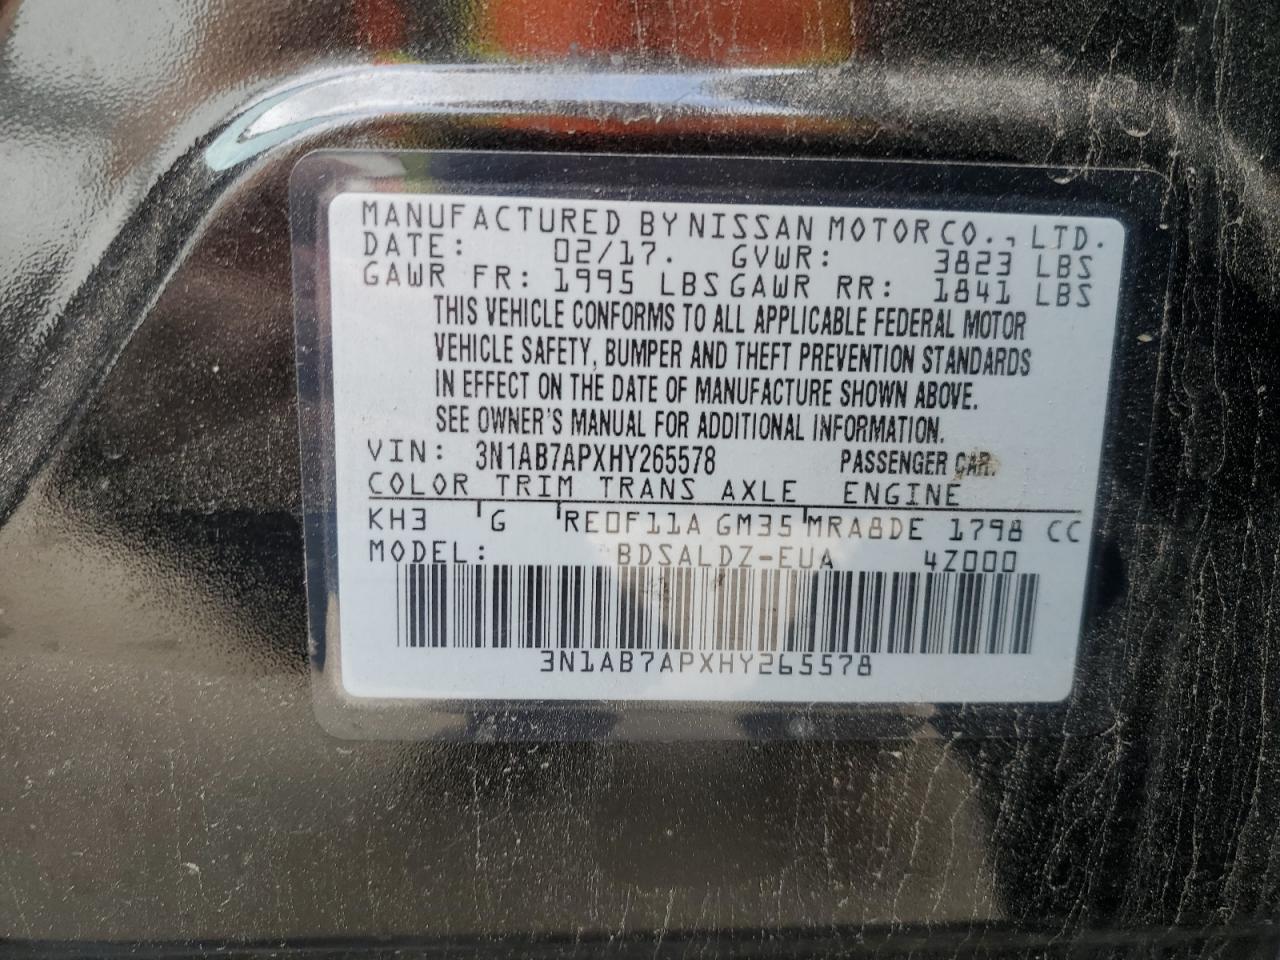 MANUFACTURED BY NISSAN MOTOR CO., LTD.
DATE: 02/17. GVWR: 3823 LBS
GAWR FR: 1995 LBS GAWR RR: 1841 LBS
THIS VEHICLE CONFORMS TO ALL APPLICABLE FEDERAL MOTOR
VEHICLE SAFETY, BUMPER AND THEFT PREVENTION STANDARDS
IN EFFECT ON THE DATE OF MANUFACTURE SHOWN ABOVE.
SEE OWNER'S MANUAL FOR ADDITIONAL INFORMATION.
VIN: 3N1AB7APXHY265578 PASSENGER CAR.
COLOR TRIM TRANS AXLE ENGINE
KH3 G RE0F11A GM35 MRA8DE 1798 CC
MODEL: BDSALDZ-EUA 4Z000
3N1AB7APXHY265578